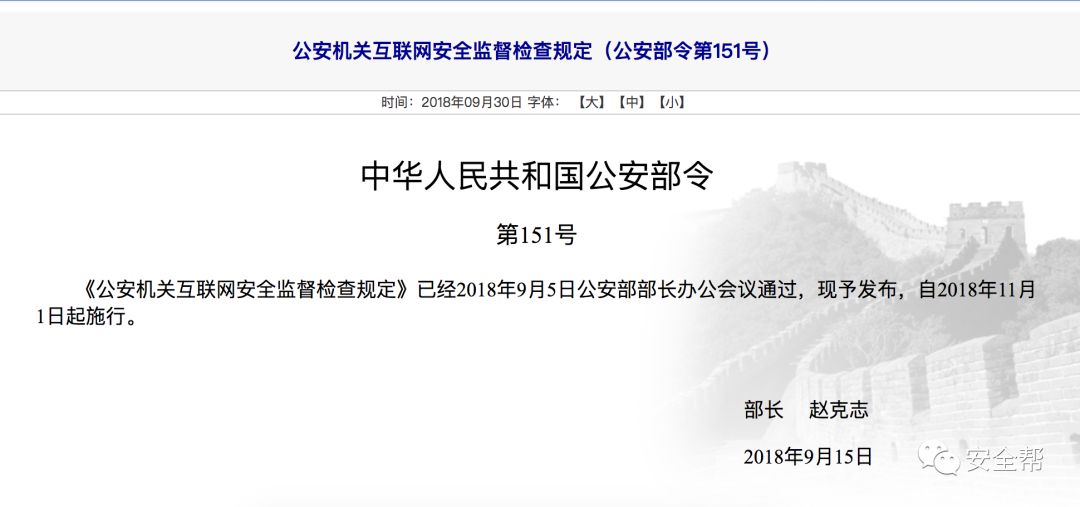 公安机关互联网安全监督检查规定（公安部令第151号）
时间：2018年09月30日 字体： 【大】【中】【小】
中华人民共和国公安部令
第151号
《公安机关互联网安全监督检查规定》已经2018年9月5日公安部部长办公会议通过，现予发布，自2018年11月
1日起施行。
部长 赵克志
2018年9月15日
安全帮